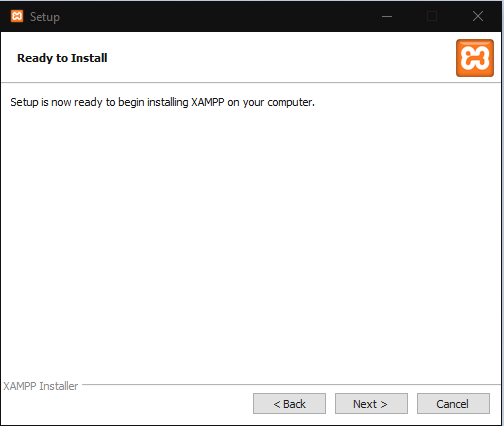 Setup
Ready to Install
Setup is now ready to begin installing XAMPP on your computer.
XAMPP Installer
< Back
Next >
Cancel